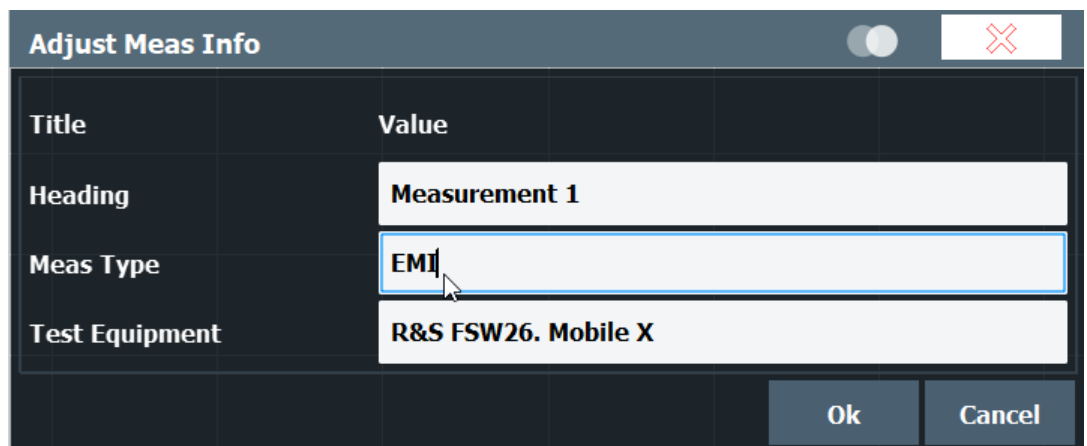 Adjust Meas Info
Title Value
Heading Measurement 1
Meas Type EMI
Test Equipment R&S FSW26. Mobile X
Ok Cancel